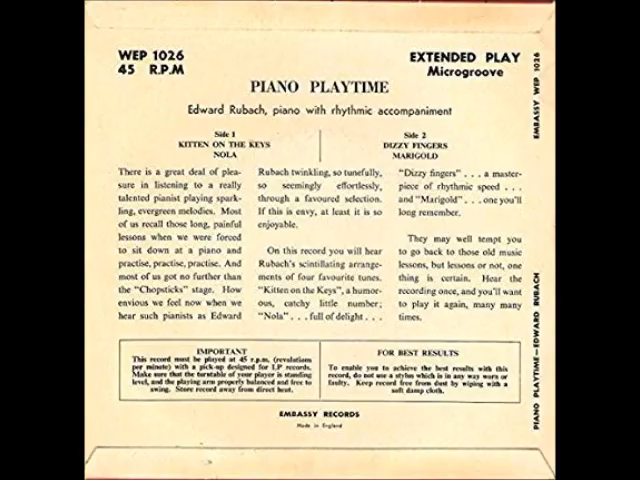 WEP 1026
45 R.P.M
EXTENDED PLAY
Microgroove
PIANO PLAYTIME
Edward Rubach, piano with rhythmic accompaniment
Side 1
KITTEN ON THE KEYS
NOLA
Side 2
DIZZY FINGERS
MARIGOLD
There is a great deal of plea-
sure in listening to a really
talented pianist playing spark-
ling, evergreen melodies. Most
of us recall those long, painful
lessons when we were forced
to sit down at a piano and
practise, practise, practise. And
most of us got no further than
the "Chopsticks" stage. How
envious we feel now when we
hear such pianists as Edward
Rubach twinkling, so tunefully,
so seemingly effortlessly,
through a favoured selection.
If this is envy, at least it is so
enjoyable.
On this record you will hear
Rubach's scintillating arrange-
ments of four favourite tunes.
"Kitten on the Keys", a humor-
ous, catchy little number;
"Nola" . . . full of delight . . .
"Dizzy fingers" . . . a master-
piece of rhythmic speed . . .
and "Marigold" . . . one you'll
long remember.
They may well tempt you
to go back to those old music
lessons, but lessons or not, one
thing is certain. Hear the
recording once, and you'll want
to play it again, many many
times.
IMPORTANT
This record must be played at 45 r.p.m. (revolutions
per minute) with a pick-up designed for LP records.
Make sure that the turntable of your player is standing
level, and the playing arm properly balanced and free to
swing. Store record away from direct heat.
FOR BEST RESULTS
To enable you to achieve the best results with this
record, do not use a stylus which is in any way worn or
faulty. Keep record free from dust by wiping with a
soft damp cloth.
EMBASSY RECORDS
Made in England
EMBASSY WEP 1026
PIANO PLAYTIME—EDWARD RUBACH